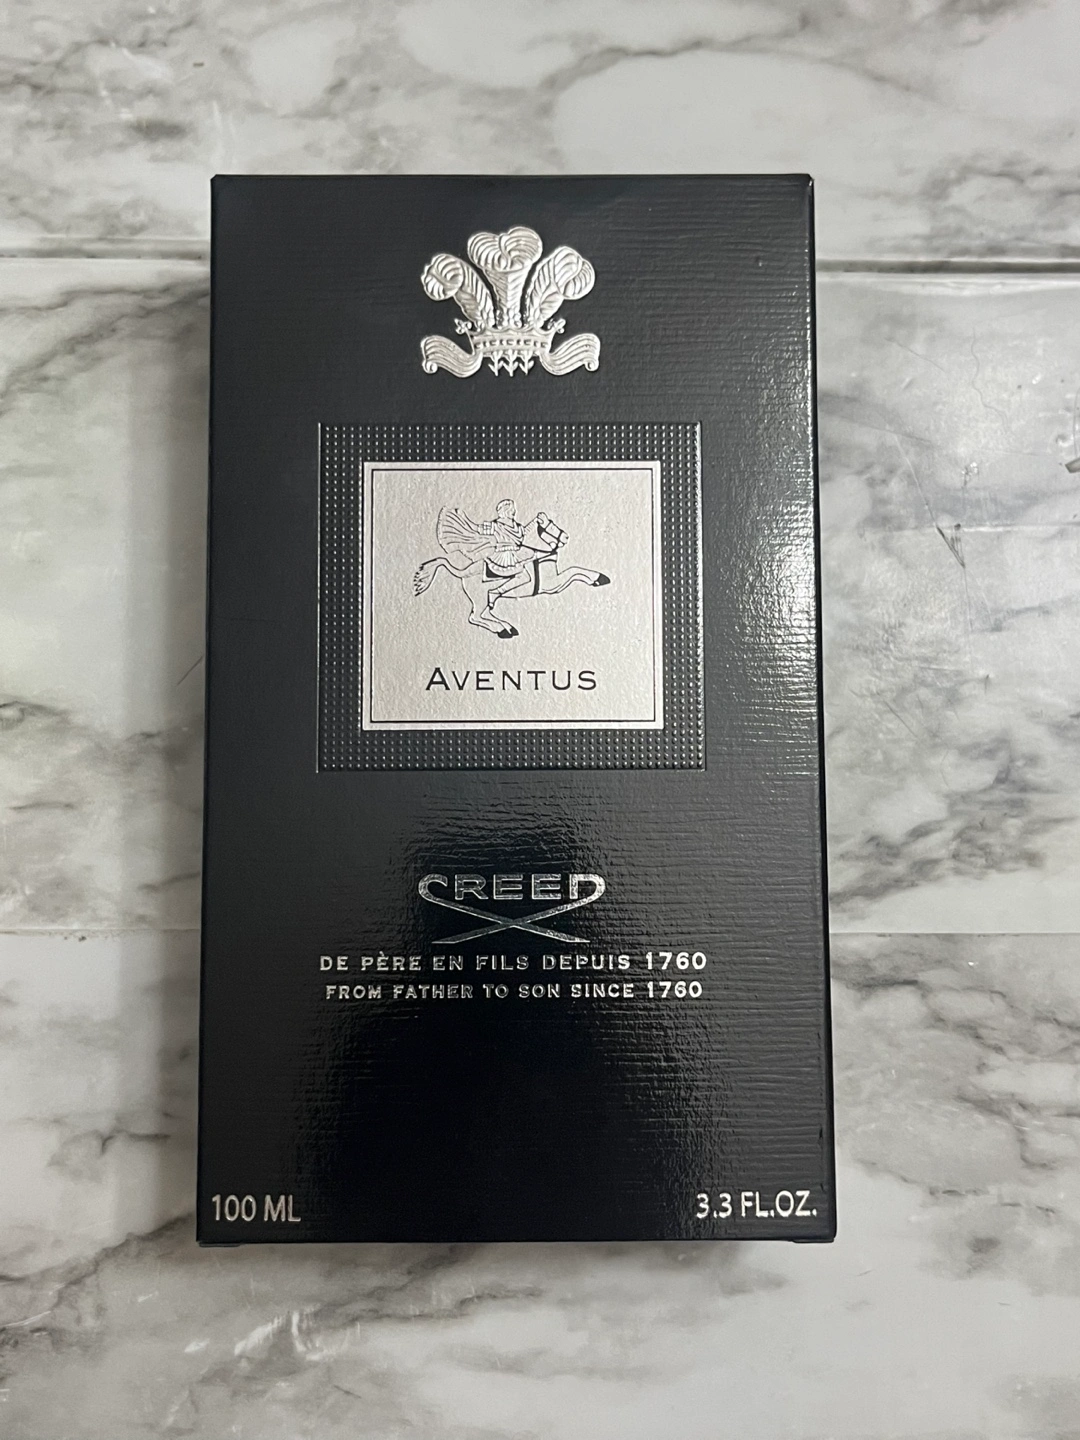 AVENTUS
CREED
DE PÈRE EN FILS DEPUIS 1760
FROM FATHER TO SON SINCE 1760
100 ML
3.3 FL.OZ.